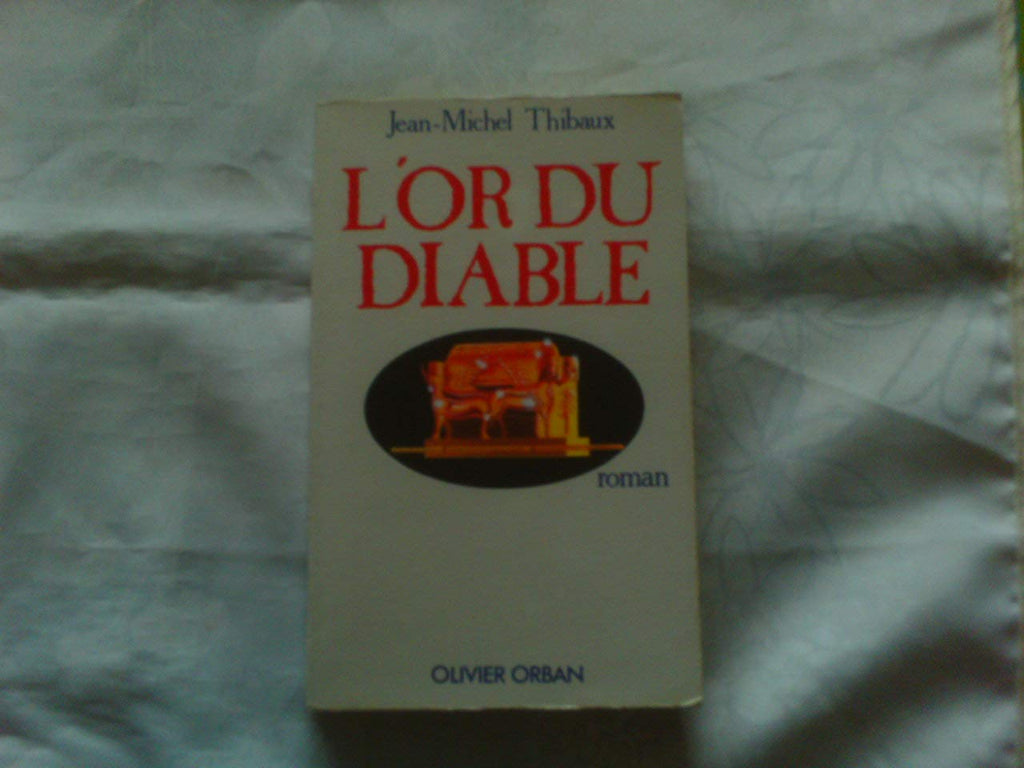 Jean-Michel Thibaux
L'OR DU
DIABLE
roman
OLIVIER ORBAN